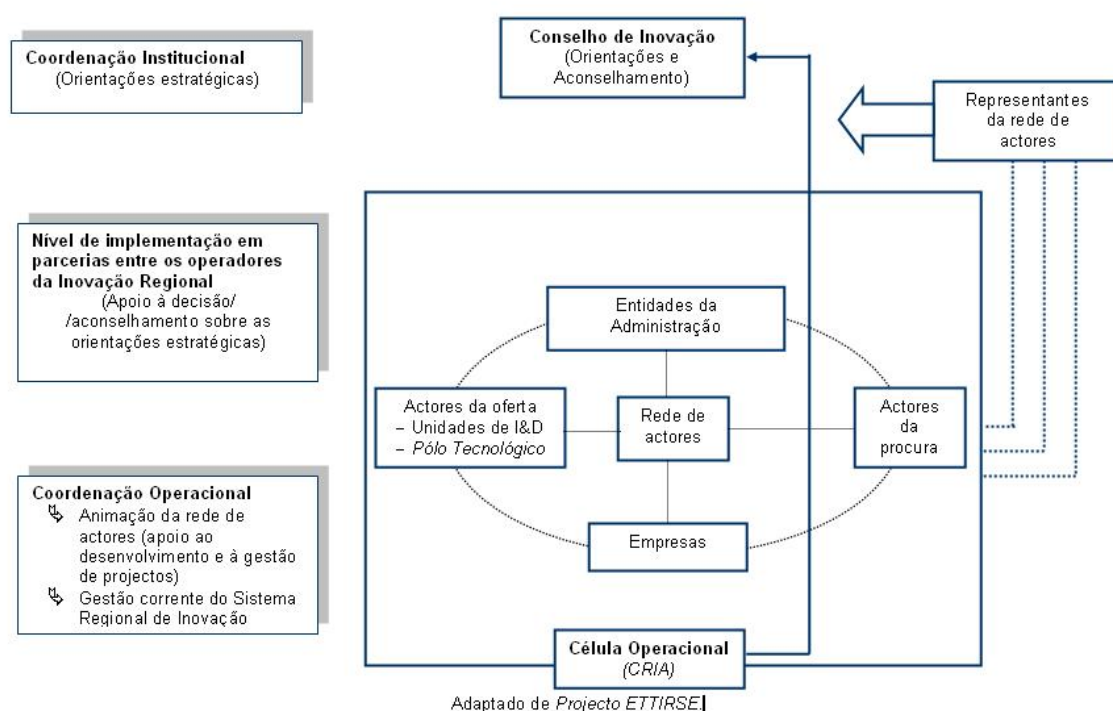 Coordenação Institucional
(Orientações estratégicas)
Conselho de Inovação
(Orientações e
Aconselhamento)
Representantes
da rede de
actores
Nível de implementação em
parcerias entre os operadores
da Inovação Regional
(Apoio à decisão/
/aconselhamento sobre as
orientações estratégicas)
Entidades da
Administração
Actores da oferta
– Unidades de I&D
– Pólo Tecnológico
Rede de
actores
Actores
da
procura
Empresas
Coordenação Operacional
Animação da rede de
actores (apoio ao
desenvolvimento e à gestão
de projectos)
Gestão corrente do Sistema
Regional de Inovação
Célula Operacional
(CRIA)
Adaptado de Projecto ETTIRSE.